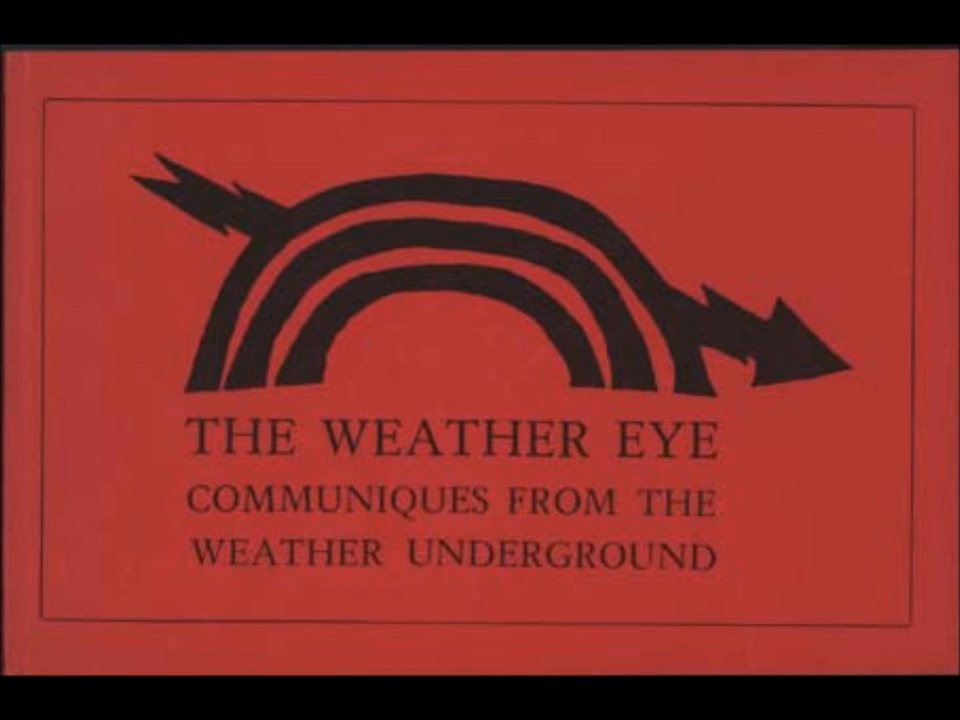 THE WEATHER EYE
COMMUNIQUES FROM THE
WEATHER UNDERGROUND